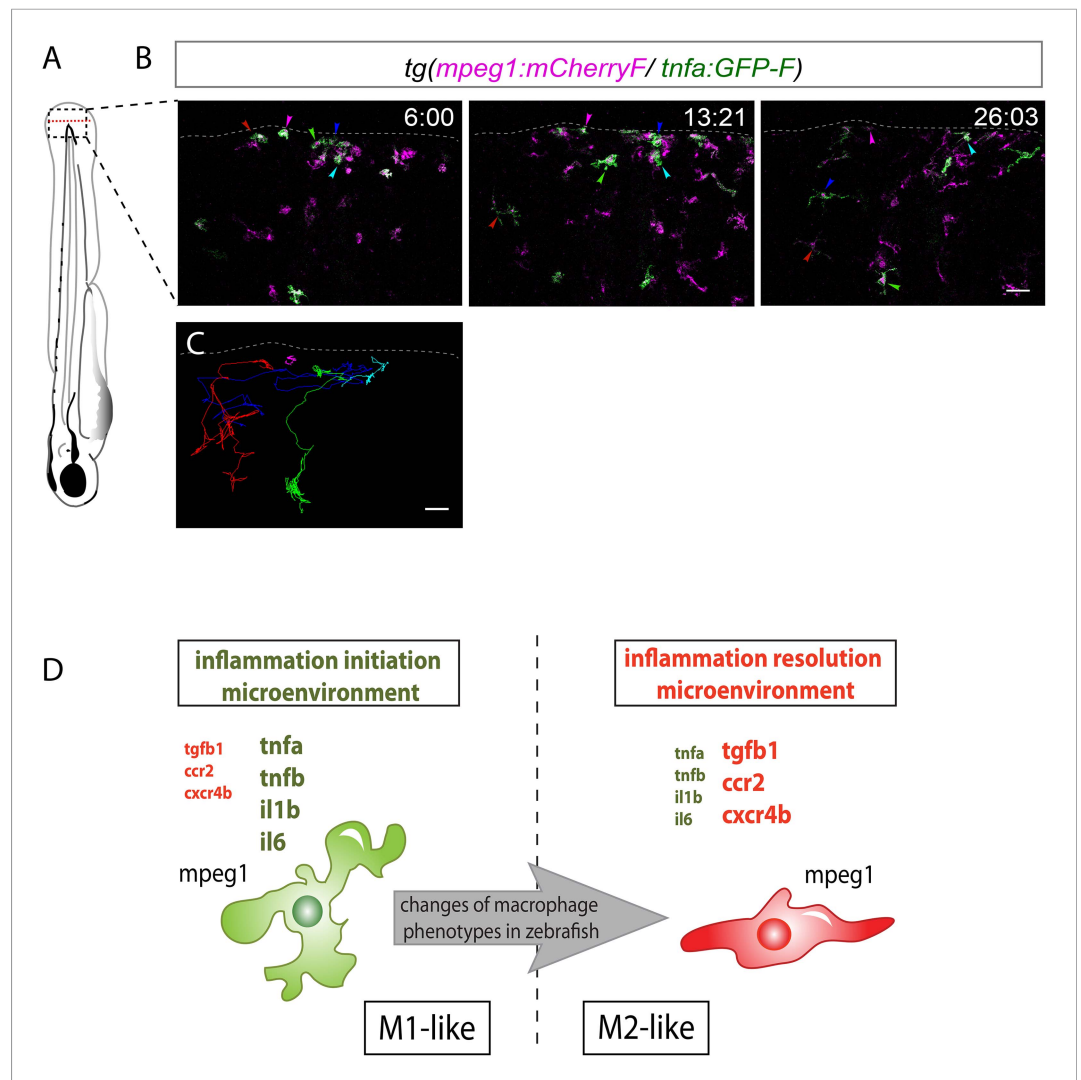 A
B
tg(mpeg1:mCherryF/ tnfa:GFP-F)
6:00
13:21
26:03
C
D
inflammation initiation
microenvironment
inflammation resolution
microenvironment
tgfb1
ccr2
cxcr4b
tnfa
tnfb
il1b
il6
mpeg1
tnfa
tnfb
il1b
il6
tgfb1
ccr2
cxcr4b
mpeg1
changes of macrophage
phenotypes in zebrafish
M1-like
M2-like